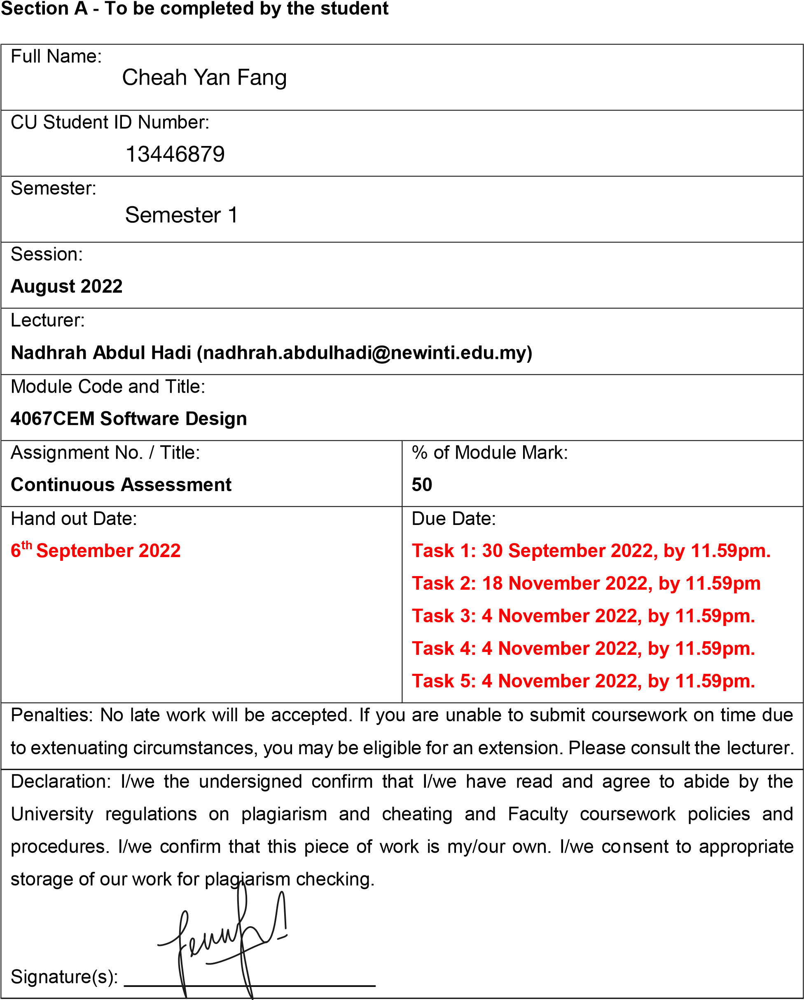 Section A - To be completed by the student
Full Name:
Cheah Yan Fang
CU Student ID Number:
13446879
Semester:
Semester 1
Session:
August 2022
Lecturer:
Nadhrah Abdul Hadi (nadhrah.abdulhadi@newinti.edu.my)
Module Code and Title:
4067CEM Software Design
Assignment No. / Title:
Continuous Assessment
% of Module Mark:
50
Hand out Date:
6th September 2022
Due Date:
Task 1: 30 September 2022, by 11.59pm.
Task 2: 18 November 2022, by 11.59pm
Task 3: 4 November 2022, by 11.59pm.
Task 4: 4 November 2022, by 11.59pm.
Task 5: 4 November 2022, by 11.59pm.
Penalties: No late work will be accepted. If you are unable to submit coursework on time due
to extenuating circumstances, you may be eligible for an extension. Please consult the lecturer.
Declaration: I/we the undersigned confirm that I/we have read and agree to abide by the
University regulations on plagiarism and cheating and Faculty coursework policies and
procedures. I/we confirm that this piece of work is my/our own. I/we consent to appropriate
storage of our work for plagiarism checking.
Signature(s):